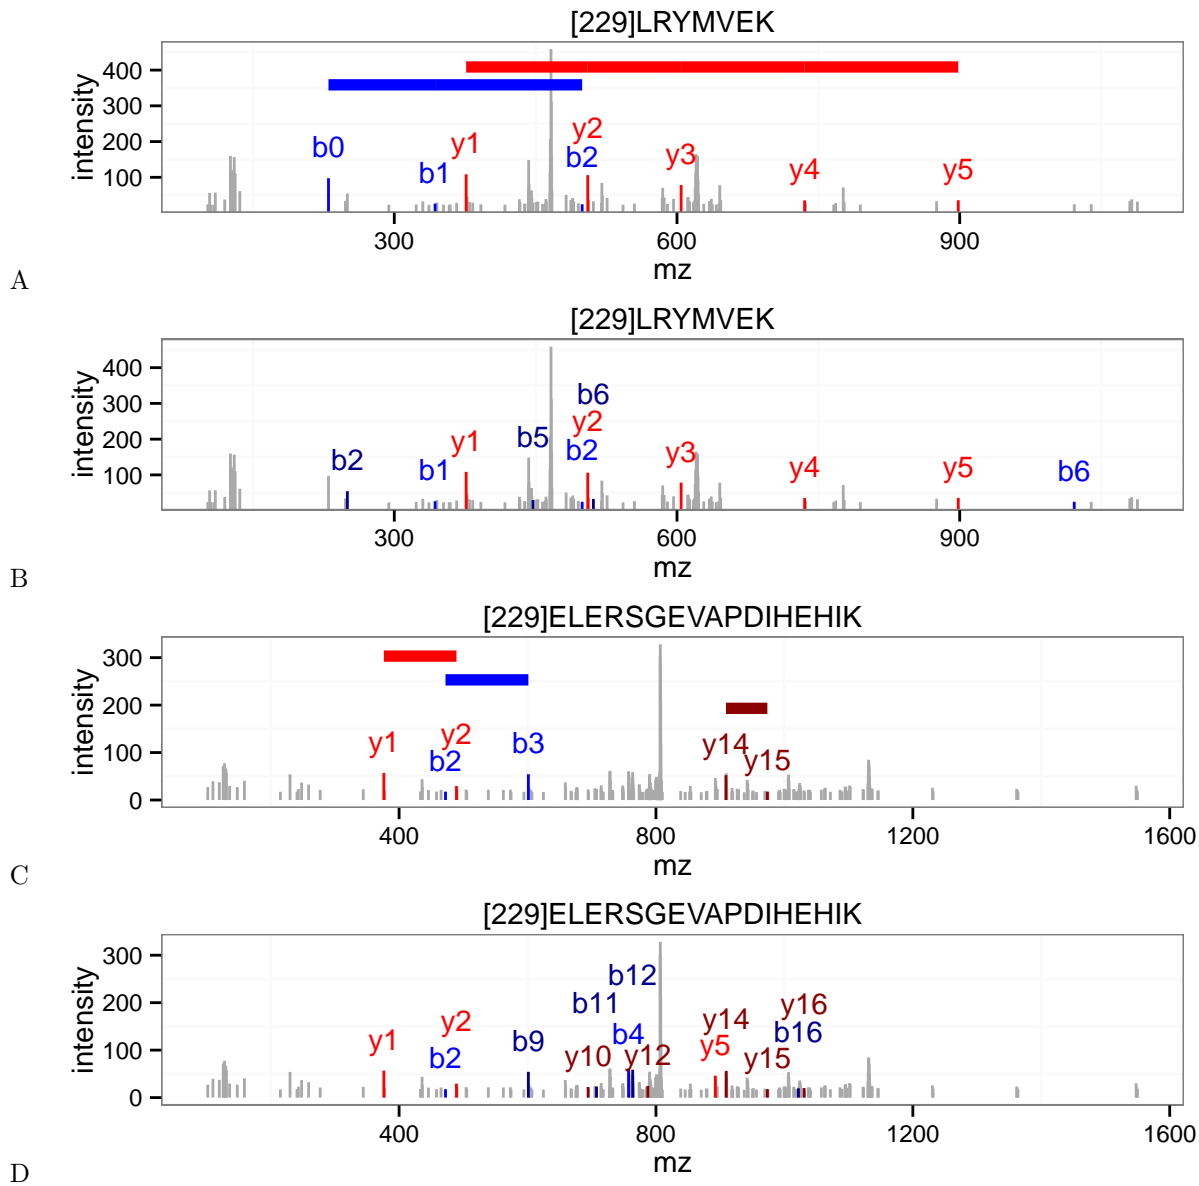 [229]LRYMVEK
intensity
400
300
200
100
b0
b1
y1
y2
b2
y3
y4
y5
300
600
900
mz
A
[229]LRYMVEK
intensity
400
300
200
100
b2
b1
y1
b5
b6
y2
b2
y3
y4
y5
b6
300
600
900
mz
B
[229]ELERSGEVAPDIHEHIK
intensity
300
200
100
0
y1
y2
b2
b3
y14
y15
400
800
1200
1600
mz
C
[229]ELERSGEVAPDIHEHIK
intensity
300
200
100
0
y1
y2
b2
b9
b12
b11
b4
y10
y12
y14
y5
y16
b16
y15
400
800
1200
1600
mz
D